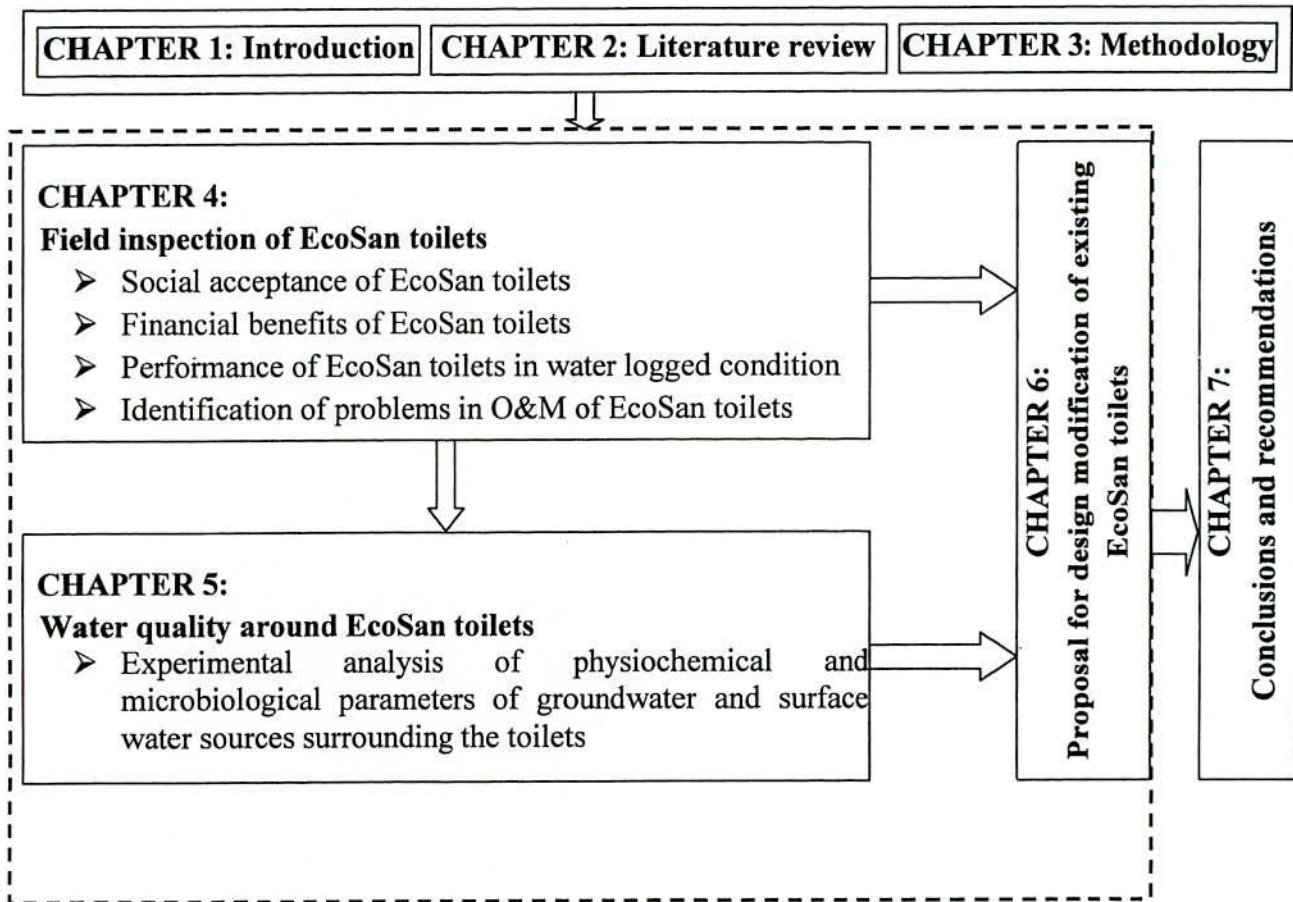 CHAPTER 1: Introduction
CHAPTER 2: Literature review
CHAPTER 3: Methodology
CHAPTER 4:
Field inspection of EcoSan toilets
➢ Social acceptance of EcoSan toilets
➢ Financial benefits of EcoSan toilets
➢ Performance of EcoSan toilets in water logged condition
➢ Identification of problems in O&M of EcoSan toilets
CHAPTER 5:
Water quality around EcoSan toilets
➢ Experimental analysis of physiochemical and
microbiological parameters of groundwater and surface
water sources surrounding the toilets
CHAPTER 6:
Proposal for design modification of existing
EcoSan toilets
CHAPTER 7:
Conclusions and recommendations